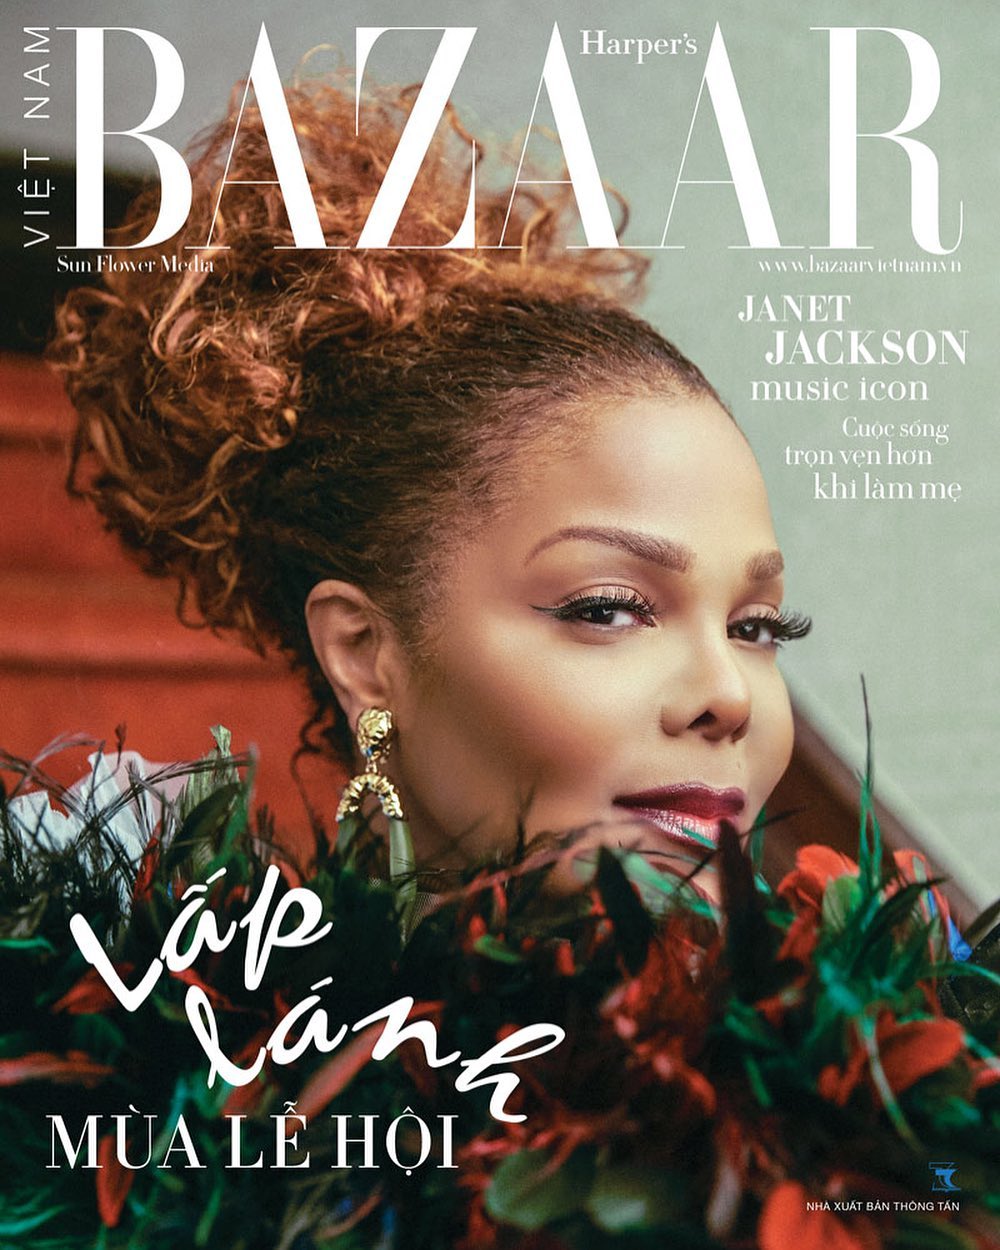 VIỆT NAM
Harper's
BAZAAR
Sun Flower Media
www.bazaarvietnam.vn
JANET
JACKSON
music icon
Cuộc sống
trọn vẹn hơn
khi làm mẹ
Lấp
lánh
MÙA LỄ HỘI
NHÀ XUẤT BẢN THÔNG TẤN